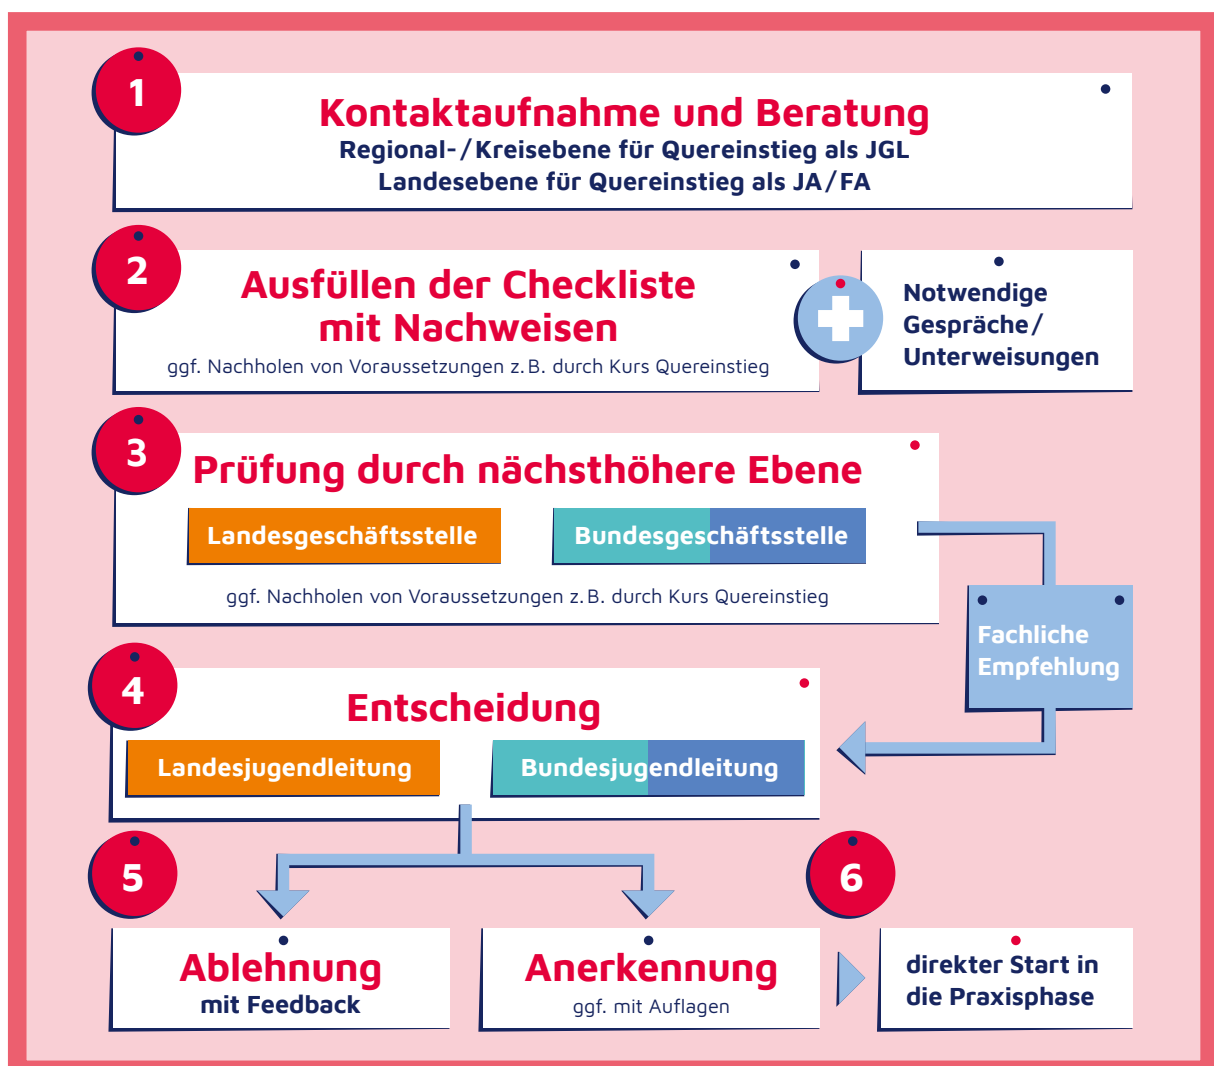 1
Kontaktaufnahme und Beratung
Regional-/Kreisebene für Quereinstieg als JGL
Landesebene für Quereinstieg als JA/FA
2
Ausfüllen der Checkliste
mit Nachweisen
ggf. Nachholen von Voraussetzungen z. B. durch Kurs Quereinstieg
Notwendige
Gespräche/
Unterweisungen
3
Prüfung durch nächsthöhere Ebene
Landesgeschäftsstelle
Bundesgeschäftsstelle
ggf. Nachholen von Voraussetzungen z. B. durch Kurs Quereinstieg
Fachliche
Empfehlung
4
Entscheidung
Landesjugendleitung
Bundesjugendleitung
5
Ablehnung
mit Feedback
Anerkennung
ggf. mit Auflagen
6
direkter Start in
die Praxisphase